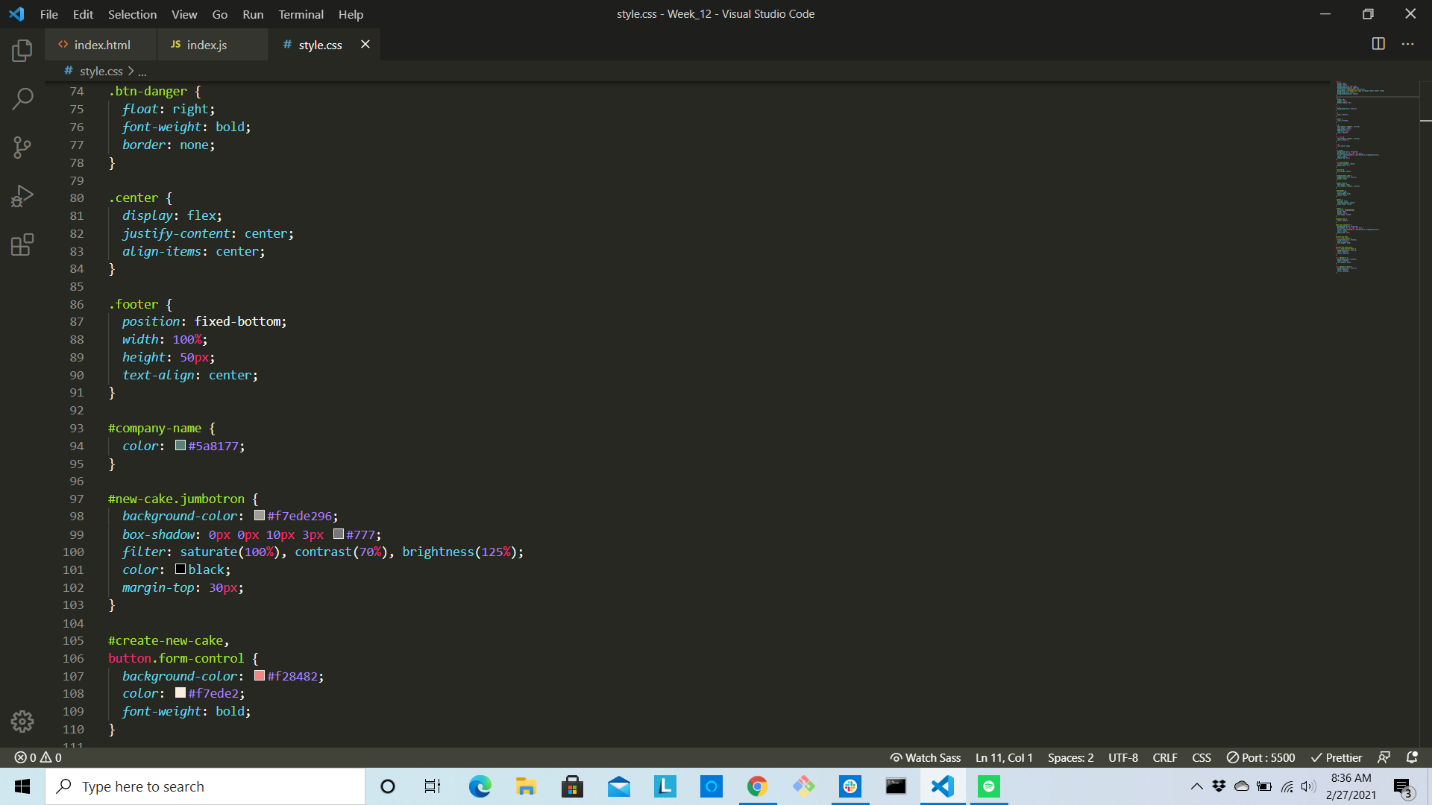 File Edit Selection View Go Run Terminal Help
style.css - Week_12 - Visual Studio Code
index.html
JS index.js
# style.css
# style.css > ...
74 .btn-danger {
75 float: right;
76 font-weight: bold;
77 border: none;
78 }
79
80 .center {
81 display: flex;
82 justify-content: center;
83 align-items: center;
84 }
85
86 .footer {
87 position: fixed-bottom;
88 width: 100%;
89 height: 50px;
90 text-align: center;
91 }
92
93 #company-name {
94 color: #5a8177;
95 }
96
97 #new-cake.jumbotron {
98 background-color: #f7ede296;
99 box-shadow: 0px 0px 10px 3px #777;
100 filter: saturate(100%), contrast(70%), brightness(125%);
101 color: black;
102 margin-top: 30px;
103 }
104
105 #create-new-cake,
106 button.form-control {
107 background-color: #f28482;
108 color: #f7ede2;
109 font-weight: bold;
110 }
111
0 0
Watch Sass Ln 11, Col 1 Spaces: 2 UTF-8 CRLF CSS Port : 5500 Prettier
Type here to search
L
8:36 AM
2/27/2021
3